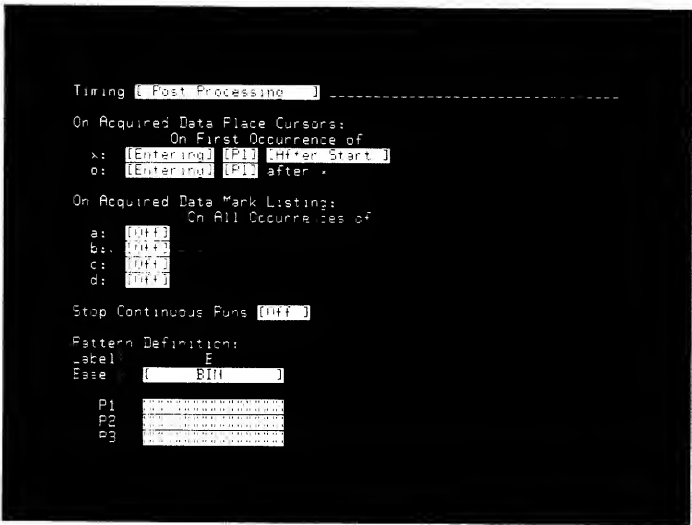 Timing [ Post Processing ]
On Acquired Data Place Cursors:
On First Occurrence of
x: [Entering] [P1] [After Start ]
o: [Entering] [P1] after x
On Acquired Data Mark Listing:
On All Occurrences of
a: [Off]
b: [Off]
c: [Off]
d: [Off]
Stop Continuous Runs [Off ]
Pattern Definition:
Label E
Base [ BIN ]
P1
P2
P3